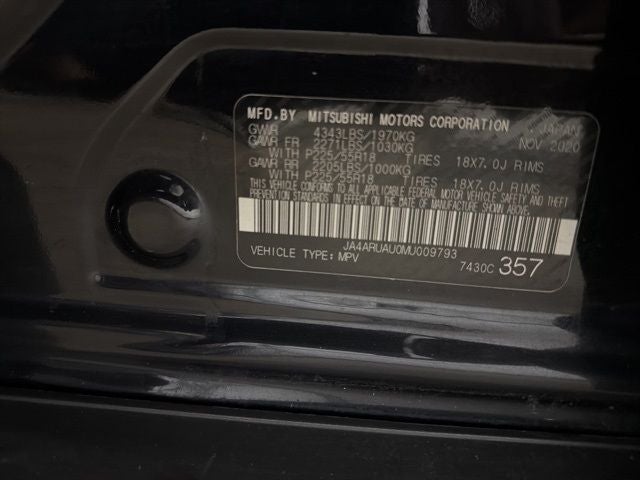 MFD.BY MITSUBISHI MOTORS CORPORATION JAPAN
GVWR 4343LBS/1970KG NOV 2020
GAWR FR 2271LBS/1030KG
WITH P225/55R18 TIRES 18X7.0J RIMS
GAWR RR 2205LBS/1000KG
WITH P225/55R18 TIRES 18X7.0J RIMS
THIS VEHICLE CONFORMS TO ALL APPLICABLE FEDERAL MOTOR VEHICLE SAFETY AND THEFT
PREVENTION STANDARDS IN EFFECT ON THE DATE OF MANUFACTURE SHOWN ABOVE.
JA4ARUAU0MU009793
VEHICLE TYPE: MPV 7430C 357